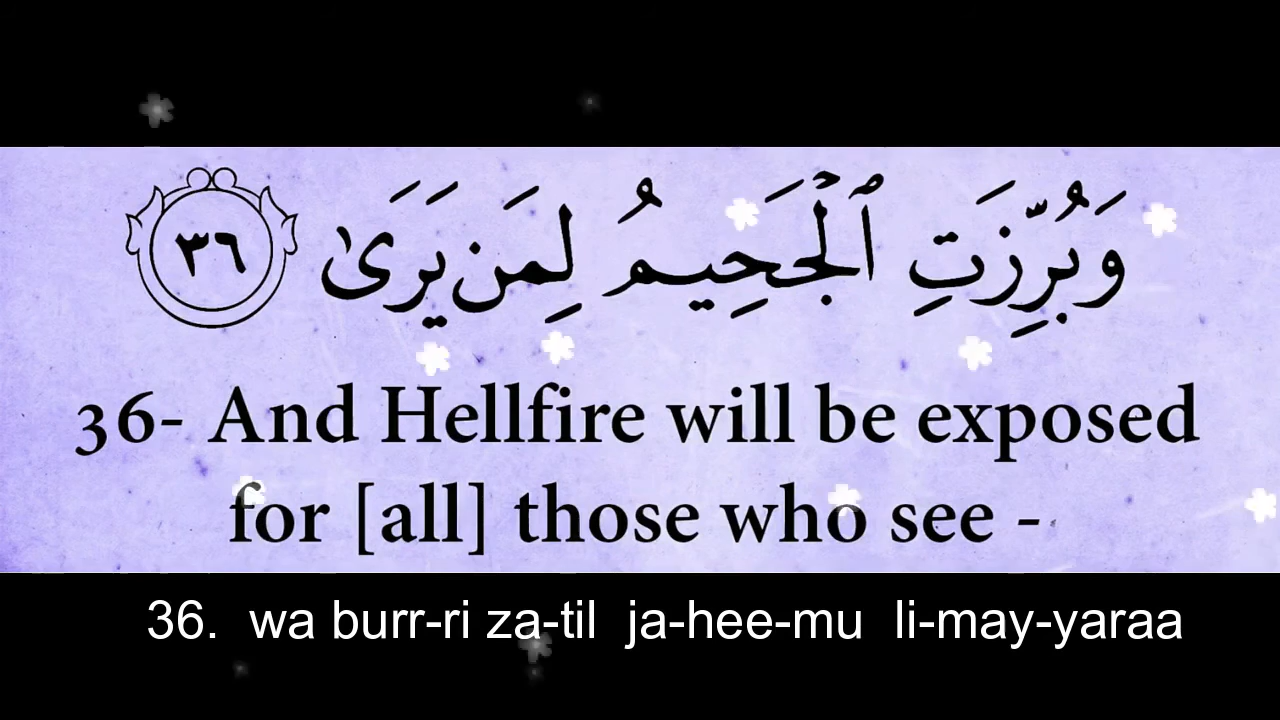 وَبُرِّزَتِ ٱلْجَحِيمُ لِمَن يَرَىٰ ٣٦
36- And Hellfire will be exposed
for [all] those who see -
36. wa burr-ri za-til ja-hee-mu li-may-yaraa